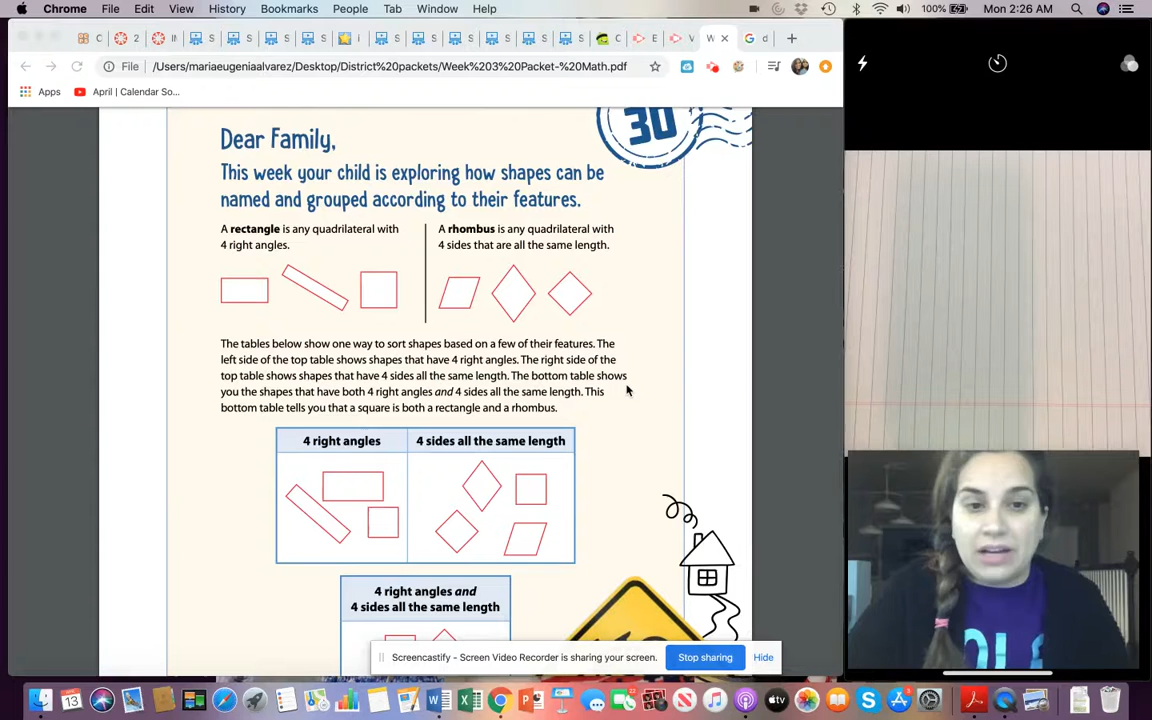 Chrome File Edit View History Bookmarks People Tab Window Help 100% Mon 2:26 AM
File /Users/mariaeugeniaalvarez/Desktop/District%20packets/Week%203%20Packet-%20Math.pdf
Apps April | Calendar So...
30
Dear Family,
This week your child is exploring how shapes can be
named and grouped according to their features.
A rectangle is any quadrilateral with
4 right angles.
A rhombus is any quadrilateral with
4 sides that are all the same length.
The tables below show one way to sort shapes based on a few of their features. The
left side of the top table shows shapes that have 4 right angles. The right side of the
top table shows shapes that have 4 sides all the same length. The bottom table shows
you the shapes that have both 4 right angles and 4 sides all the same length. This
bottom table tells you that a square is both a rectangle and a rhombus.
4 right angles 4 sides all the same length
4 right angles and
4 sides all the same length
Screencastify - Screen Video Recorder is sharing your screen. Stop sharing Hide